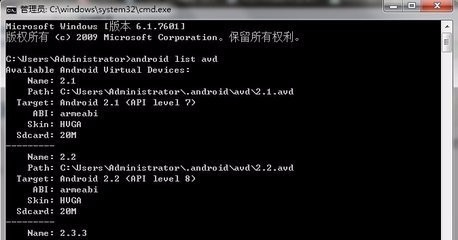 管理员: C:\windows\system32\cmd.exe
Microsoft Windows [版本 6.1.7601]
版权所有 (c) 2009 Microsoft Corporation。保留所有权利。
C:\Users\Administrator>android list avd
Available Android Virtual Devices:
Name: 2.1
Path: C:\Users\Administrator\.android\avd\2.1.avd
Target: Android 2.1 (API level 7)
ABI: armeabi
Skin: HVGA
Sdcard: 20M
---------
Name: 2.2
Path: C:\Users\Administrator\.android\avd\2.2.avd
Target: Android 2.2 (API level 8)
ABI: armeabi
Skin: HVGA
Sdcard: 20M
---------
Name: 2.3.3